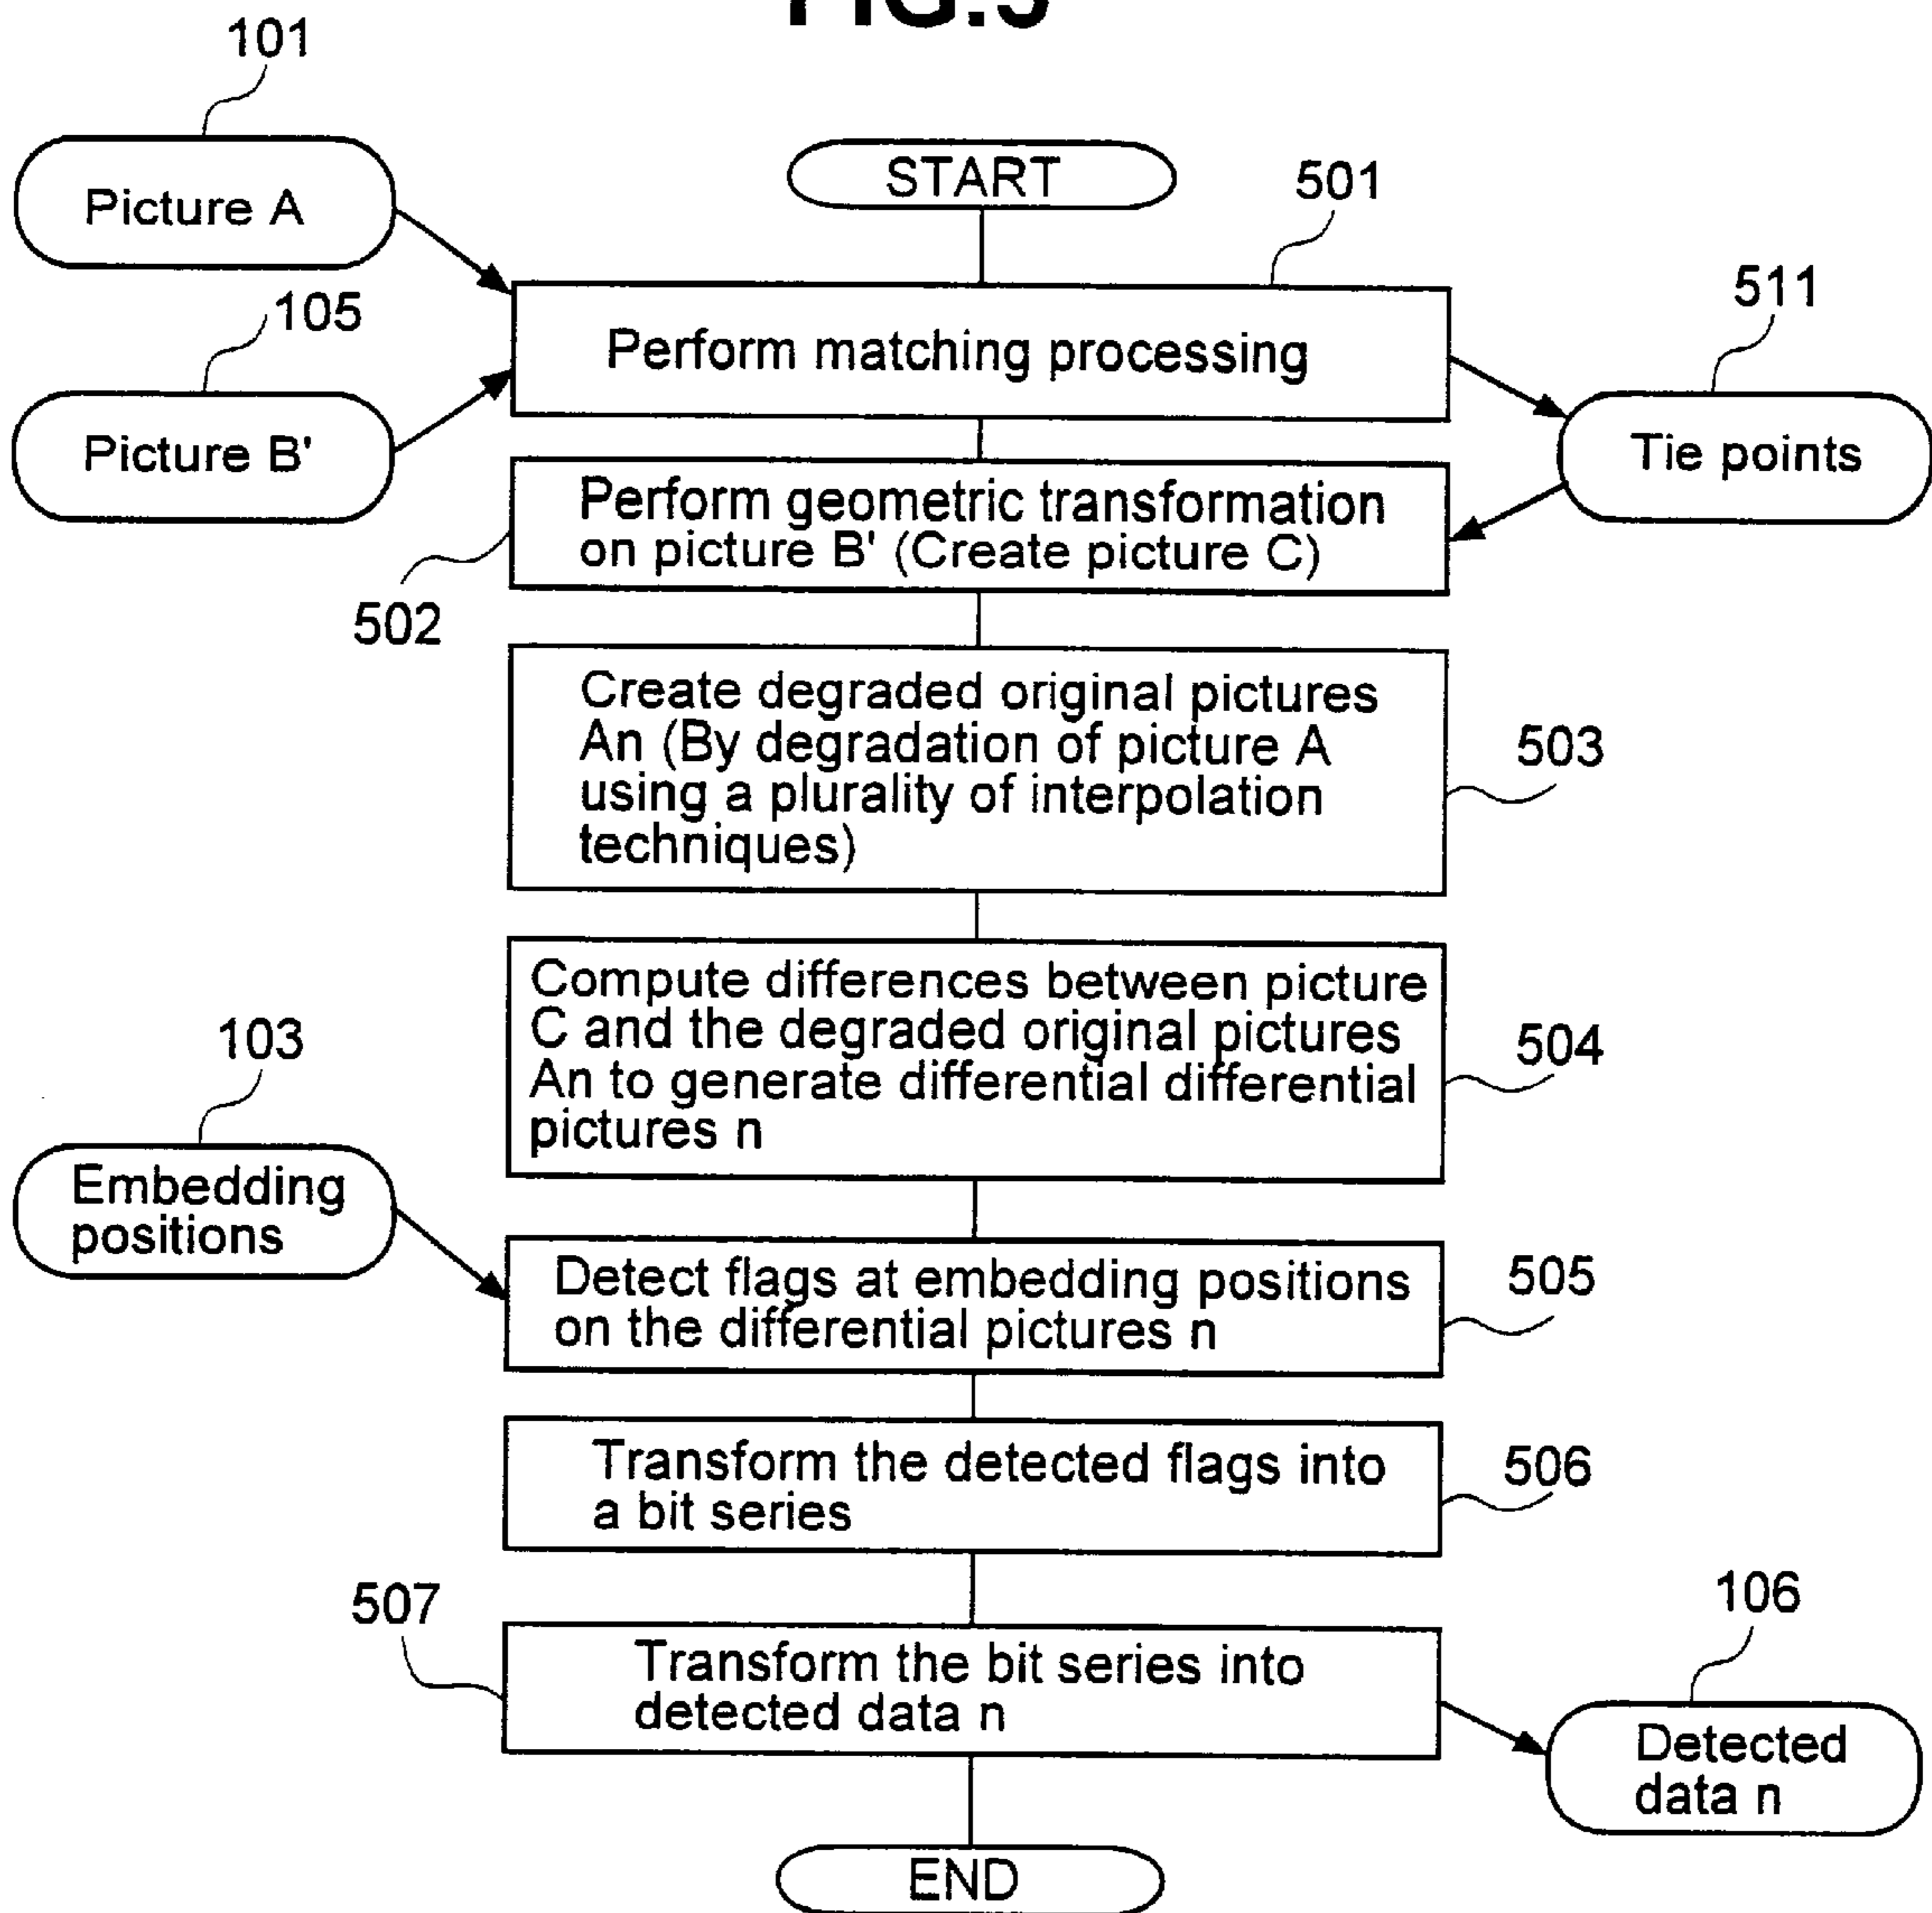 101
Picture A
START
501
105
Perform matching processing
511
Picture B'
Tie points
Perform geometric transformation
on picture B' (Create picture C)
502
Create degraded original pictures
An (By degradation of picture A
using a plurality of interpolation
techniques)
503
Compute differences between picture
C and the degraded original pictures
An to generate differential differential
pictures n
504
103
Embedding
positions
Detect flags at embedding positions
on the differential pictures n
505
Transform the detected flags into
a bit series
506
507
Transform the bit series into
detected data n
106
Detected
data n
END